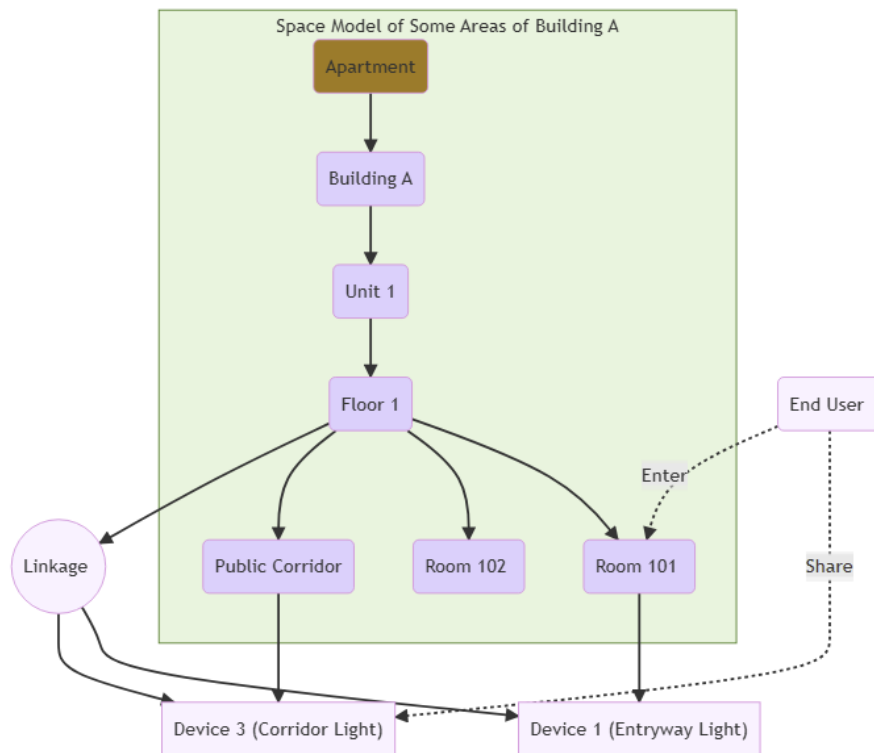 Space Model of Some Areas of Building A
Apartment
Building A
Unit 1
Floor 1
End User
Enter
Linkage
Public Corridor
Room 102
Room 101
Share
Device 3 (Corridor Light)
Device 1 (Entryway Light)